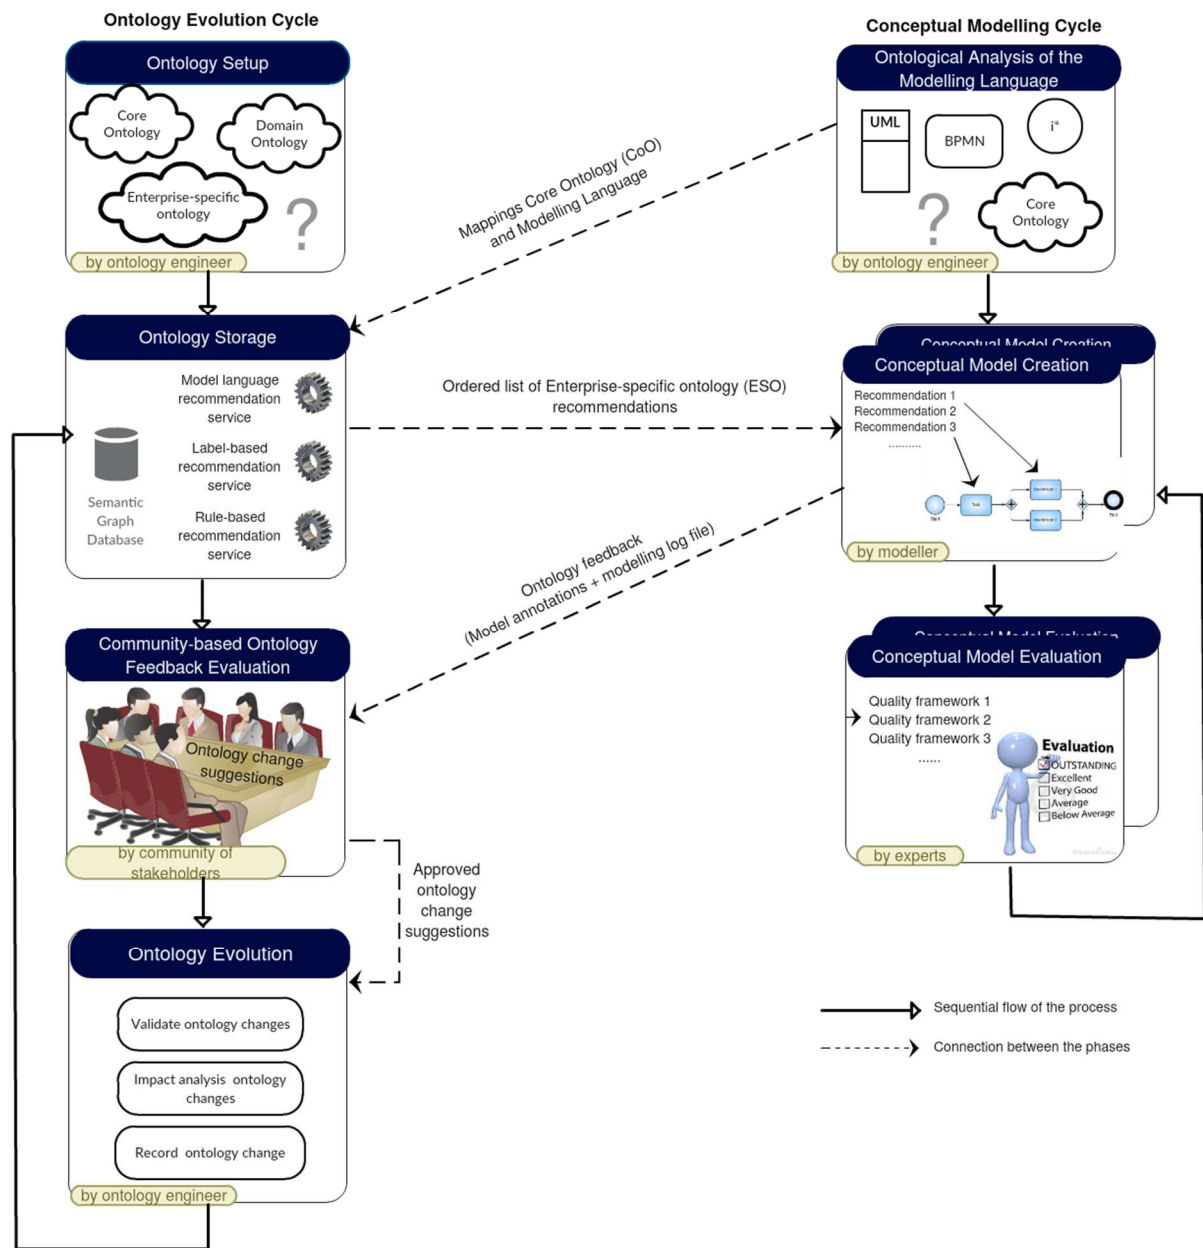 Ontology Evolution Cycle
Ontology Setup
Core
Ontology
Domain
Ontology
Enterprise-specific
ontology
?
by ontology engineer
Ontology Storage
Model language
recommendation
service
Label-based
recommendation
service
Rule-based
recommendation
service
Semantic
Graph
Database
Community-based Ontology
Feedback Evaluation
Ontology change
suggestions
by community of
stakeholders
Approved
ontology
change
suggestions
Ontology Evolution
Validate ontology changes
Impact analysis ontology
changes
Record ontology change
by ontology engineer
Mappings Core Ontology (CoO)
and Modelling Language
Ordered list of Enterprise-specific ontology (ESO)
recommendations
Ontology feedback
(Model annotations + modelling log file)
Conceptual Modelling Cycle
Ontological Analysis of the
Modelling Language
UML
BPMN
i*
?
Core
Ontology
by ontology engineer
Conceptual Model Creation
Conceptual Model Creation
Recommendation 1
Recommendation 2
Recommendation 3
..........
by modeller
Conceptual Model Evaluation
Conceptual Model Evaluation
Quality framework 1
Quality framework 2
Quality framework 3
......
Evaluation
OUTSTANDING
Excellent
Very Good
Average
Below Average
by experts
Sequential flow of the process
Connection between the phases